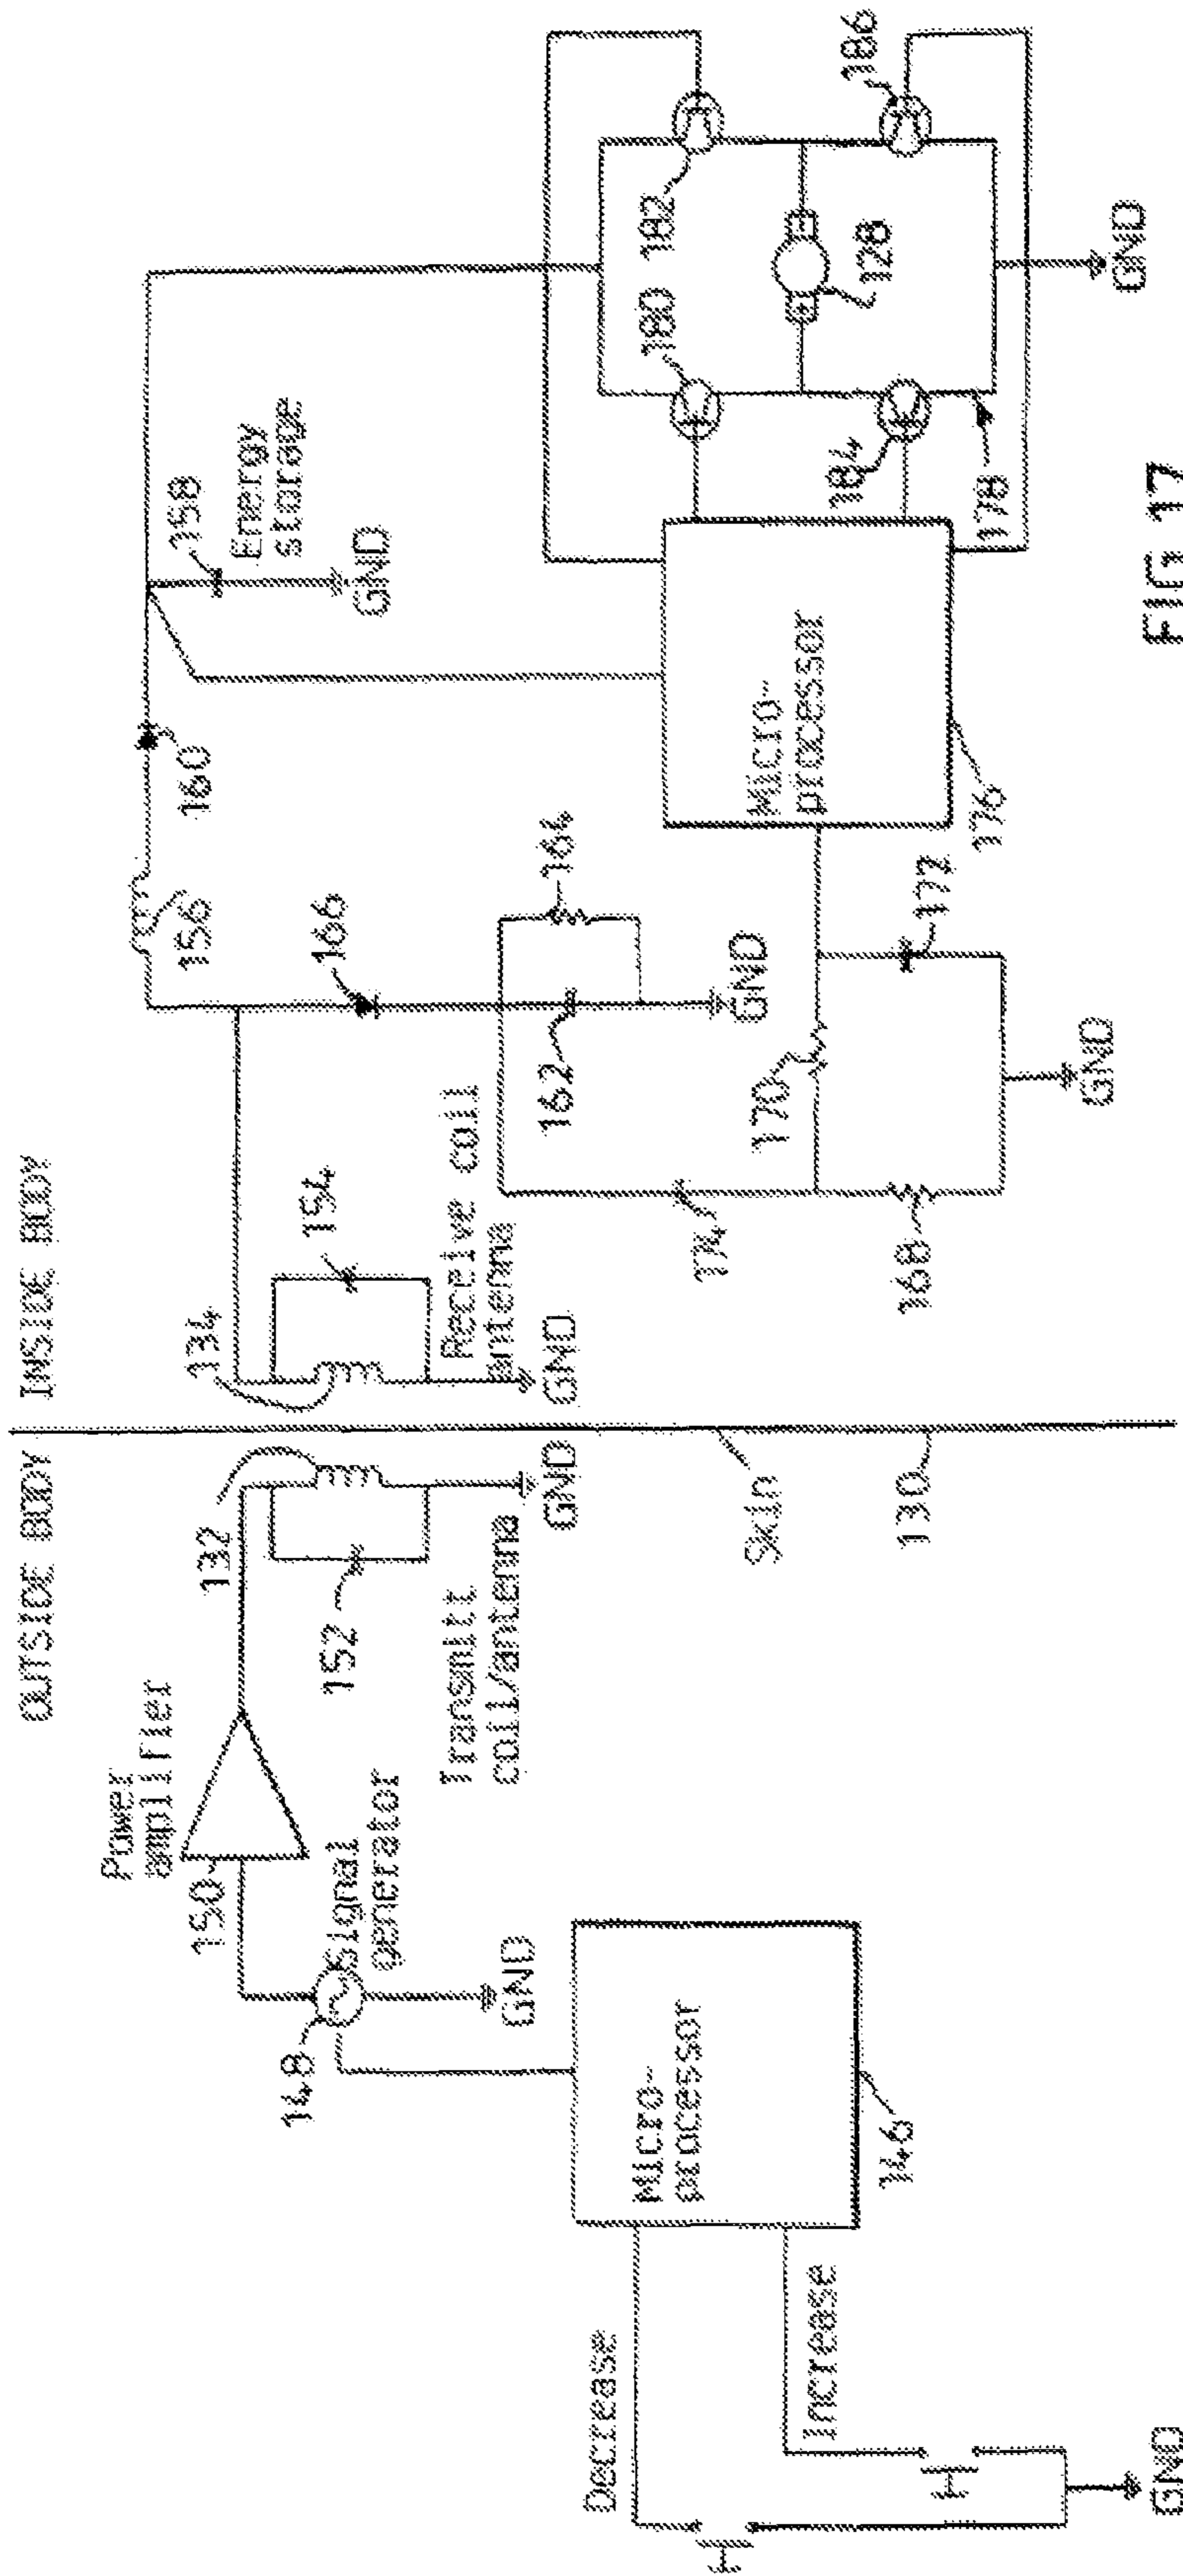 OUTSIDE BODY
INSIDE BODY
Power
amplifier
150
132
134
154
152
148
Signal
generator
GND
Transmitt
coil/antenna
GND
Receive coil
antenna
GND
156
160
158
Energy
storage
GND
166
164
162
GND
174
170
168
172
GND
Micro-
processor
176
180
182
184
186
128
178
GND
Skin
130
Micro-
processor
146
Decrease
Increase
GND
FIG 17